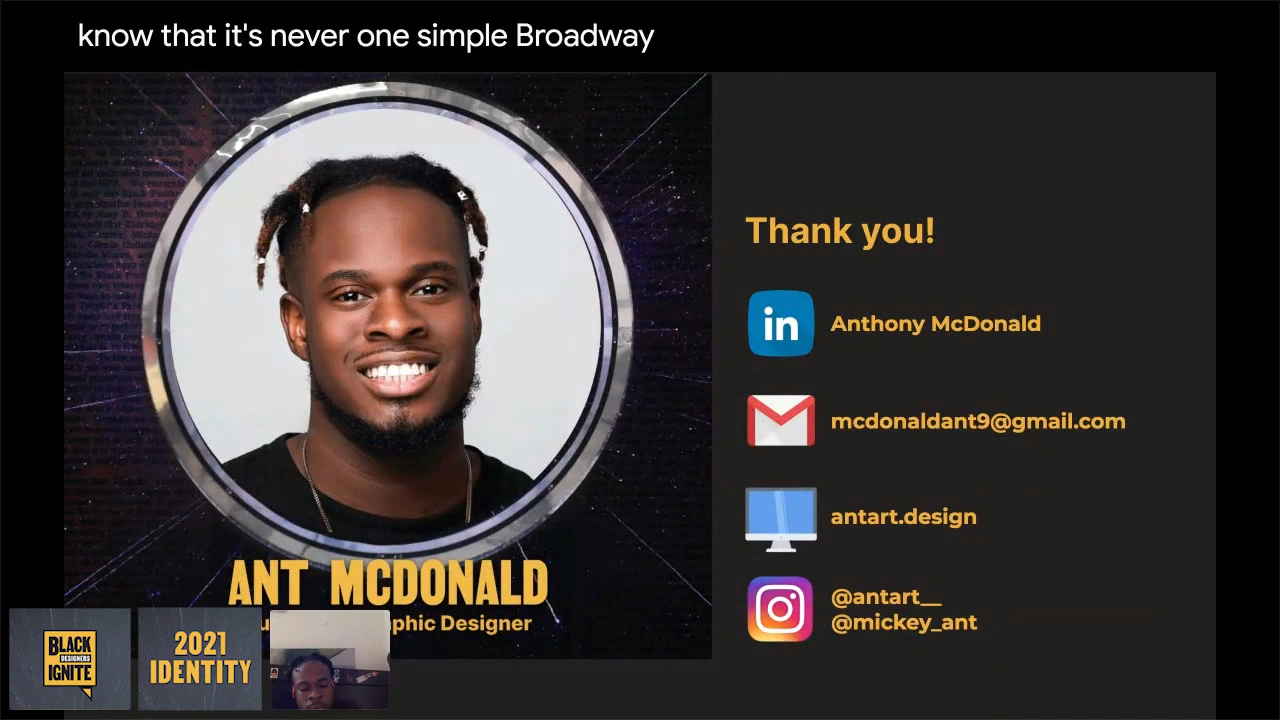 know that it's never one simple Broadway
Thank you!
in
Anthony McDonald
mcdonaldant9@gmail.com
antart.design
@antart__
@mickey_ant
ANT MCDONALD
Designer
BLACK
DESIGNERS
IGNITE
2021
IDENTITY